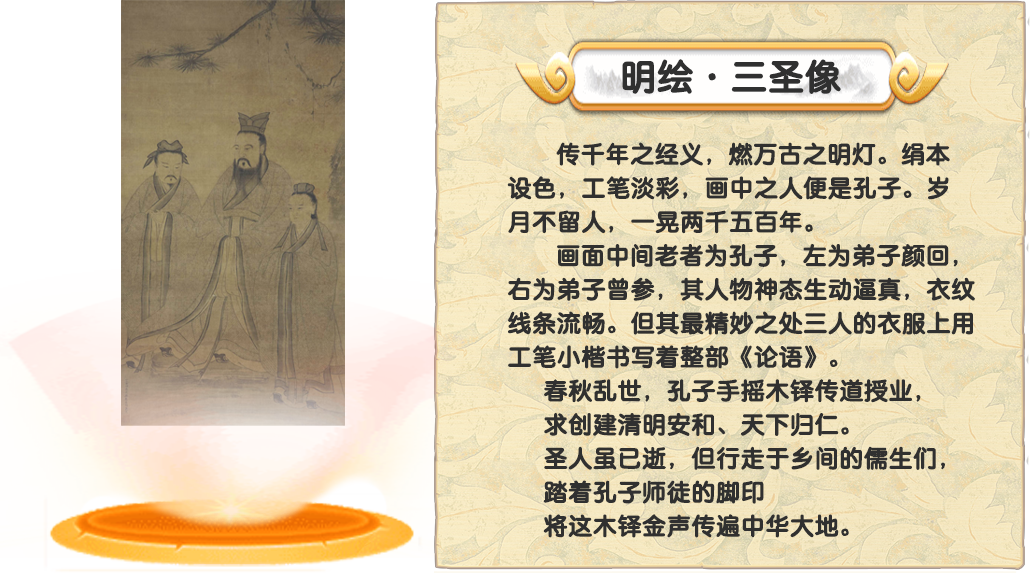 明绘·三圣像
传千年之经义，燃万古之明灯。绢本
设色，工笔淡彩，画中之人便是孔子。岁
月不留人，一晃两千五百年。
画面中间老者为孔子，左为弟子颜回，
右为弟子曾参，其人物神态生动逼真，衣纹
线条流畅。但其最精妙之处三人的衣服上用
工笔小楷书写着整部《论语》。
春秋乱世，孔子手摇木铎传道授业，
求创建清明安和、天下归仁。
圣人虽已逝，但行走于乡间的儒生们，
踏着孔子师徒的脚印
将这木铎金声传遍中华大地。